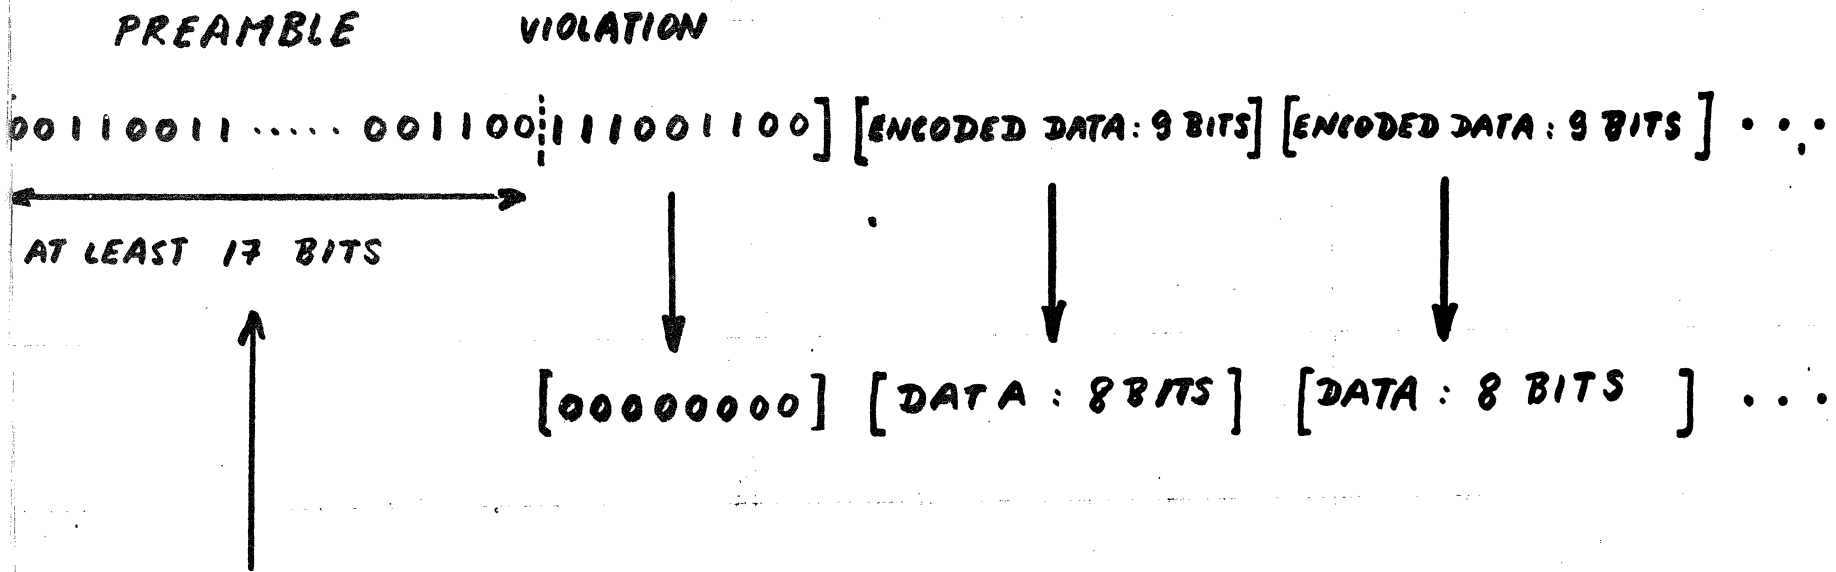 PREAMBLE VIOLATION
00110011 ..... 001100 111001100] [ENCODED DATA: 9 BITS] [ENCODED DATA: 9 BITS] ...
AT LEAST 17 BITS
[00000000] [DATA: 8 BITS] [DATA: 8 BITS] ...